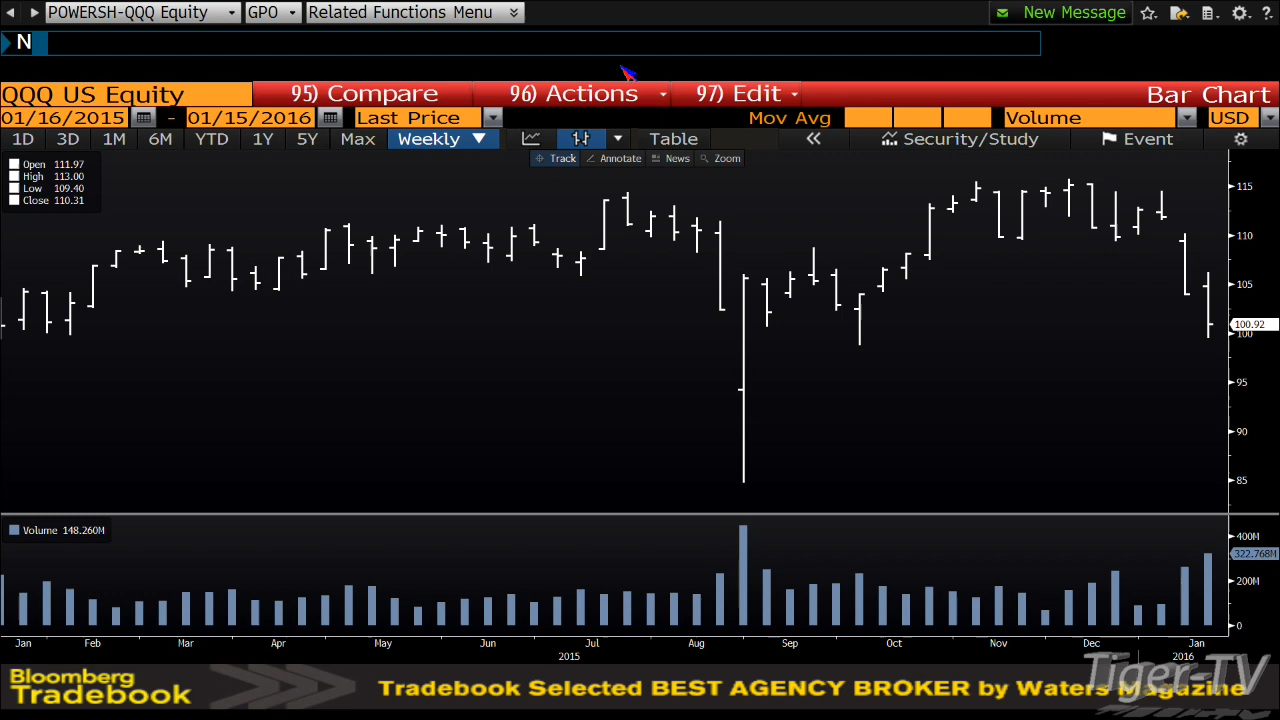 POWERSH-QQQ Equity GPO Related Functions Menu New Message ?
N
QQQ US Equity 95) Compare 96) Actions 97) Edit Bar Chart
01/16/2015 - 01/15/2016 Last Price Mov Avg Volume USD
1D 3D 1M 6M YTD 1Y 5Y Max Weekly Table Security/Study Event
Track Annotate News Zoom
Open 111.97
High 113.00
Low 109.40
Close 110.31
115
110
105
100.92
100
95
90
85
Volume 148.260M
400M
322.768M
200M
0
Jan Feb Mar Apr May Jun Jul Aug Sep Oct Nov Dec Jan
2015 2016
Tiger-TV
Bloomberg
Tradebook
Tradebook Selected BEST AGENCY BROKER by Waters Magazine